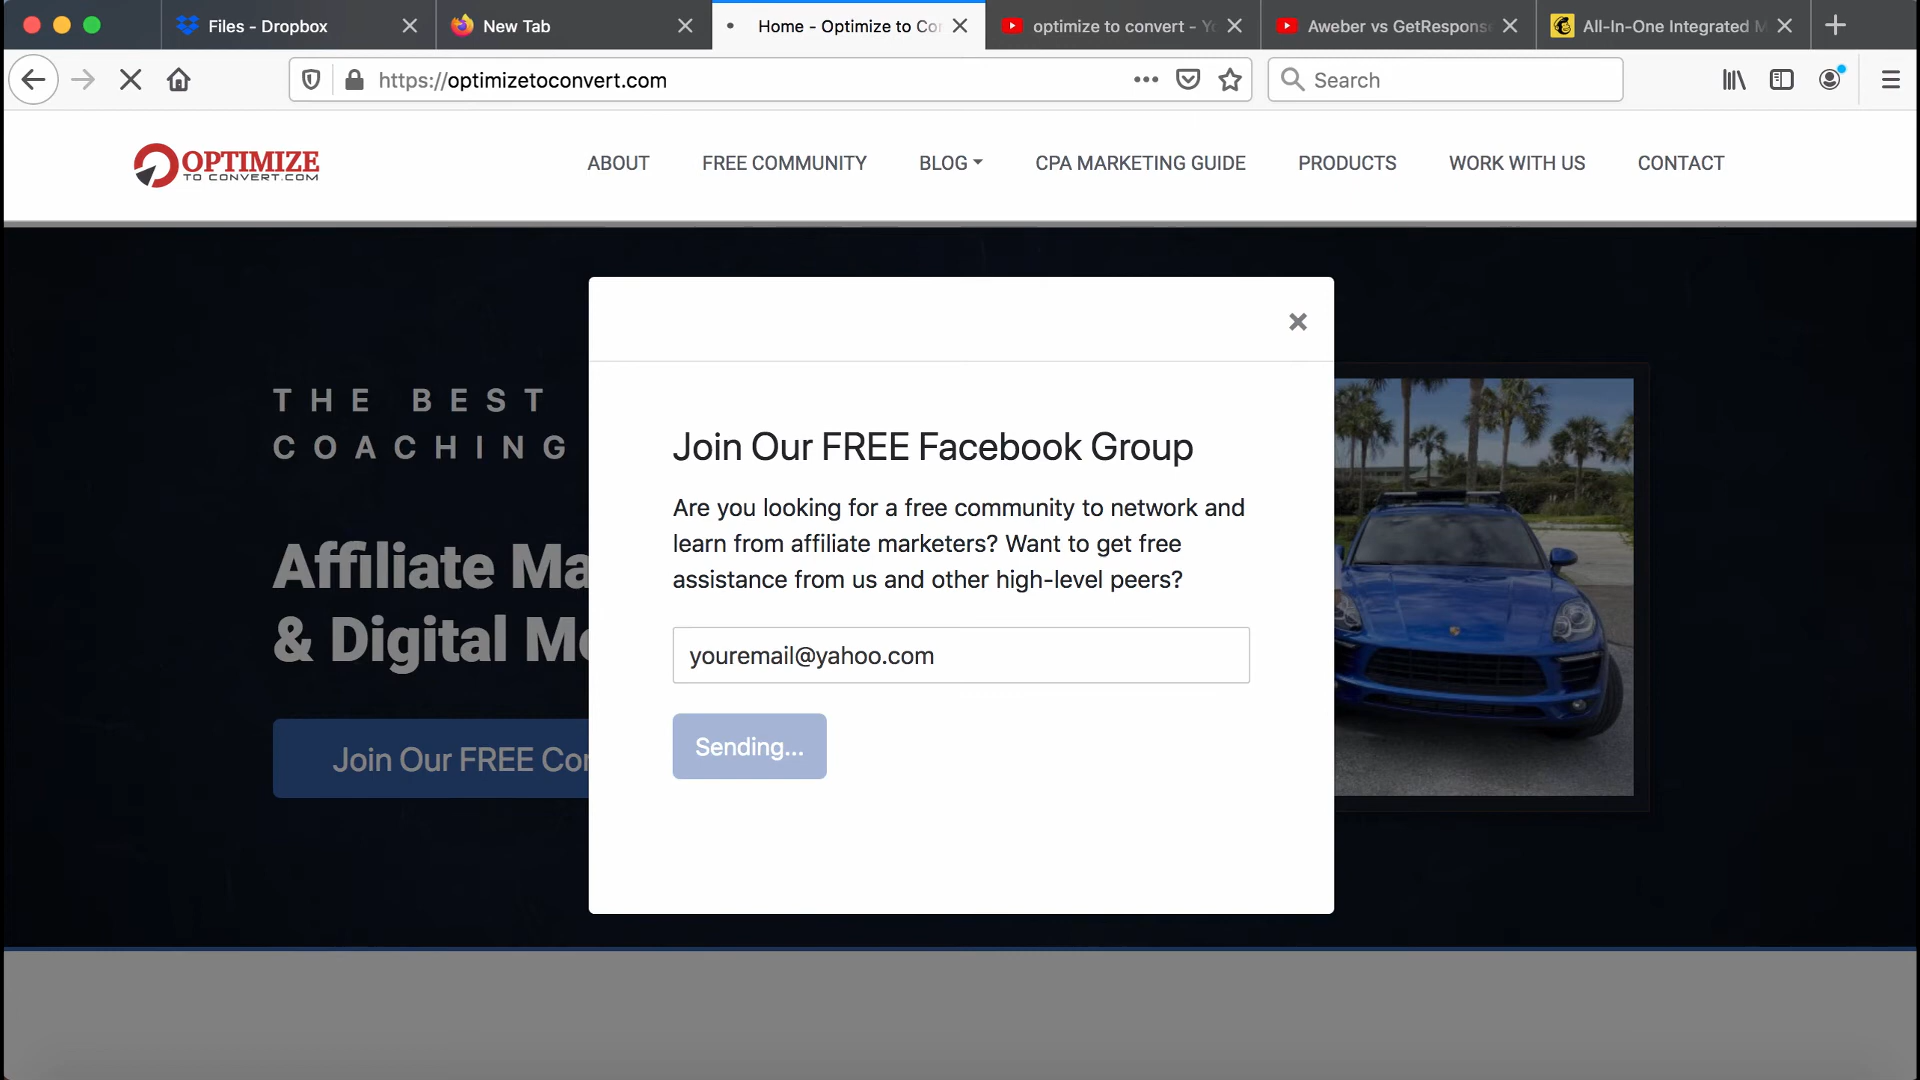 Files - Dropbox
New Tab
Home - Optimize to Co
optimize to convert - Y
Aweber vs GetRespons
All-In-One Integrated M
https://optimizetoconvert.com
Search
OPTIMIZE
TO CONVERT.COM
ABOUT
FREE COMMUNITY
BLOG
CPA MARKETING GUIDE
PRODUCTS
WORK WITH US
CONTACT
THE BEST
COACHING
Affiliate Ma
& Digital Me
Join Our FREE Co
Join Our FREE Facebook Group
Are you looking for a free community to network and
learn from affiliate marketers? Want to get free
assistance from us and other high-level peers?
youremail@yahoo.com
Sending...